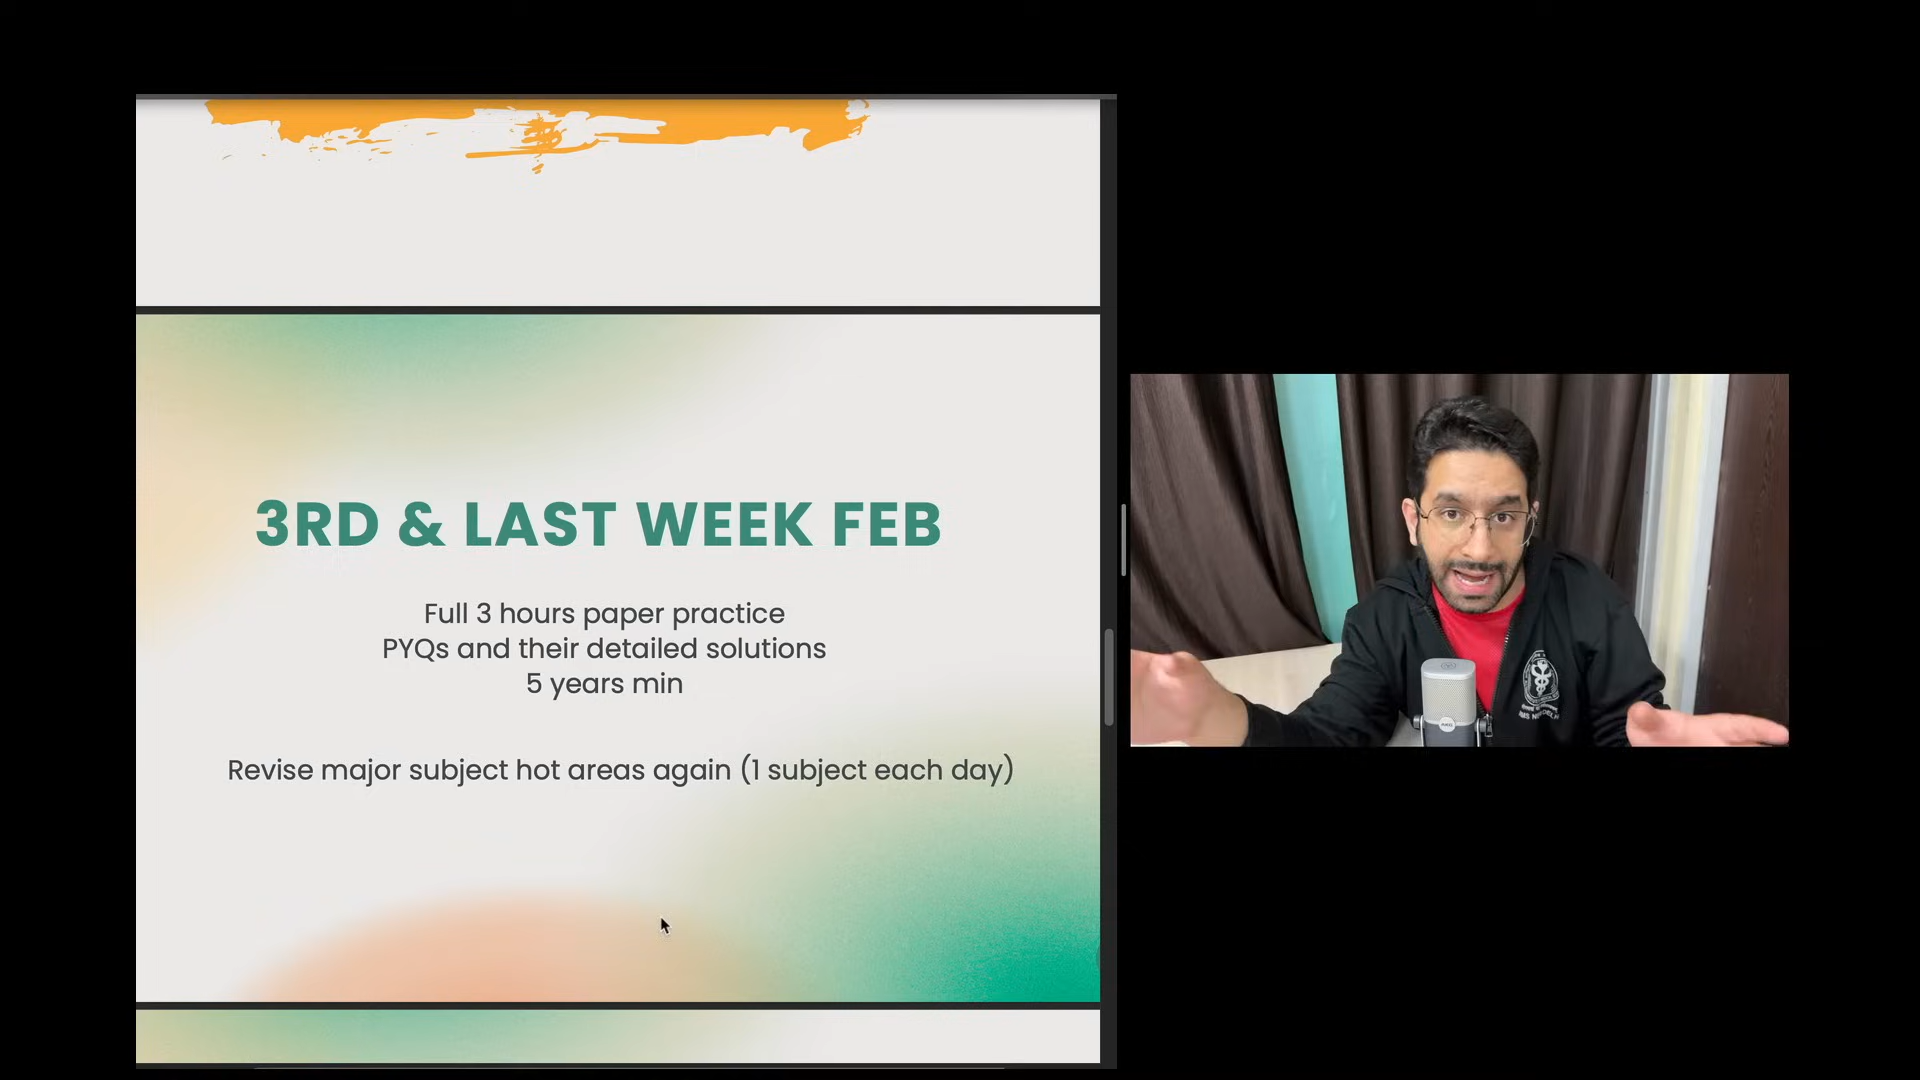 3RD & LAST WEEK FEB
Full 3 hours paper practice
PYQs and their detailed solutions
5 years min
Revise major subject hot areas again (1 subject each day)